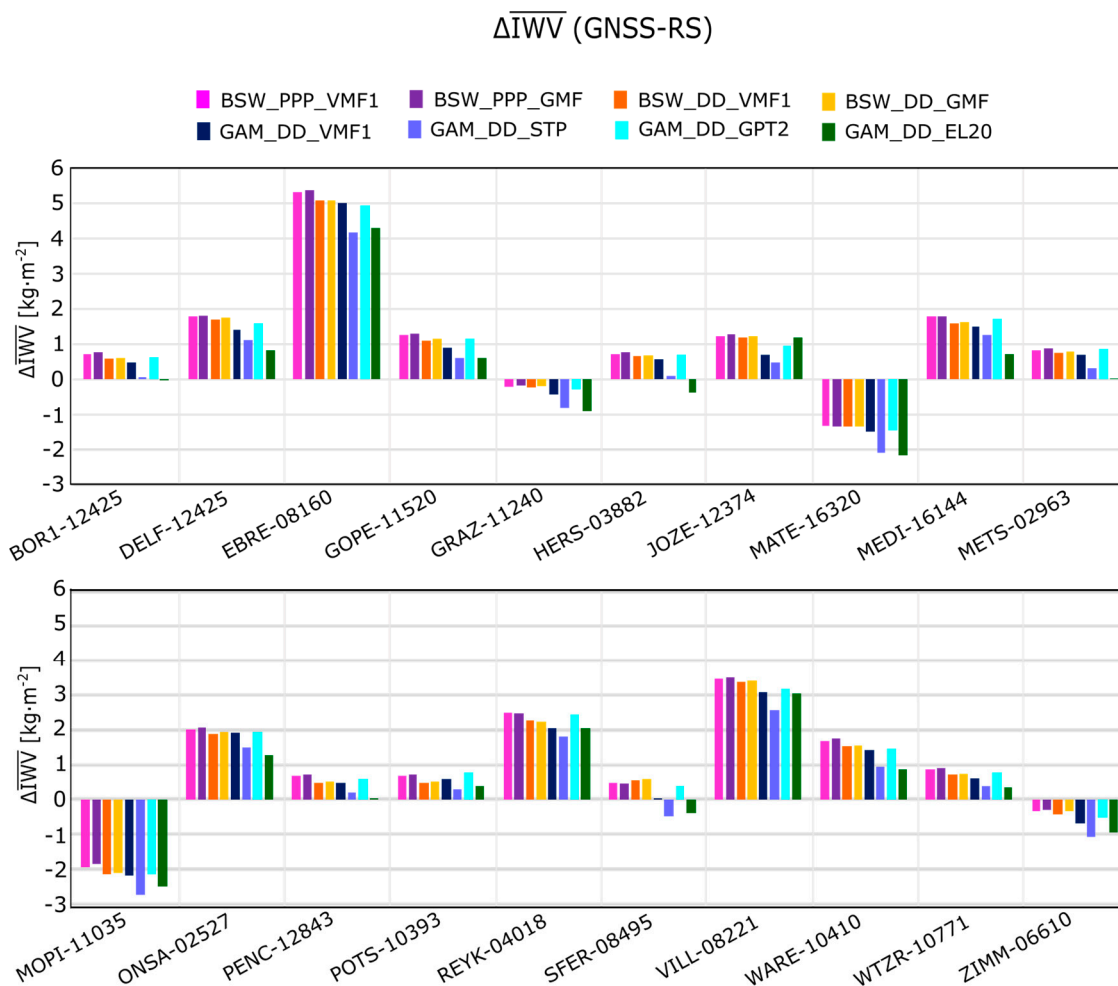 ΔIWV (GNSS-RS)
BSW_PPP_VMF1 BSW_PPP_GMF BSW_DD_VMF1 BSW_DD_GMF
GAM_DD_VMF1 GAM_DD_STP GAM_DD_GPT2 GAM_DD_EL20
ΔIWV [kg·m⁻²]
6
5
4
3
2
1
0
-1
-2
-3
BOR1-12425 DELF-12425 EBRE-08160 GOPE-11520 GRAZ-11240 HERS-03882 JOZE-12374 MATE-16320 MEDI-16144 METS-02963
ΔIWV [kg·m⁻²]
6
5
4
3
2
1
0
-1
-2
-3
MOPI-11035 ONSA-02527 PENC-12843 POTS-10393 REYK-04018 SFER-08495 VILL-08221 WARE-10410 WTZR-10771 ZIMM-06610